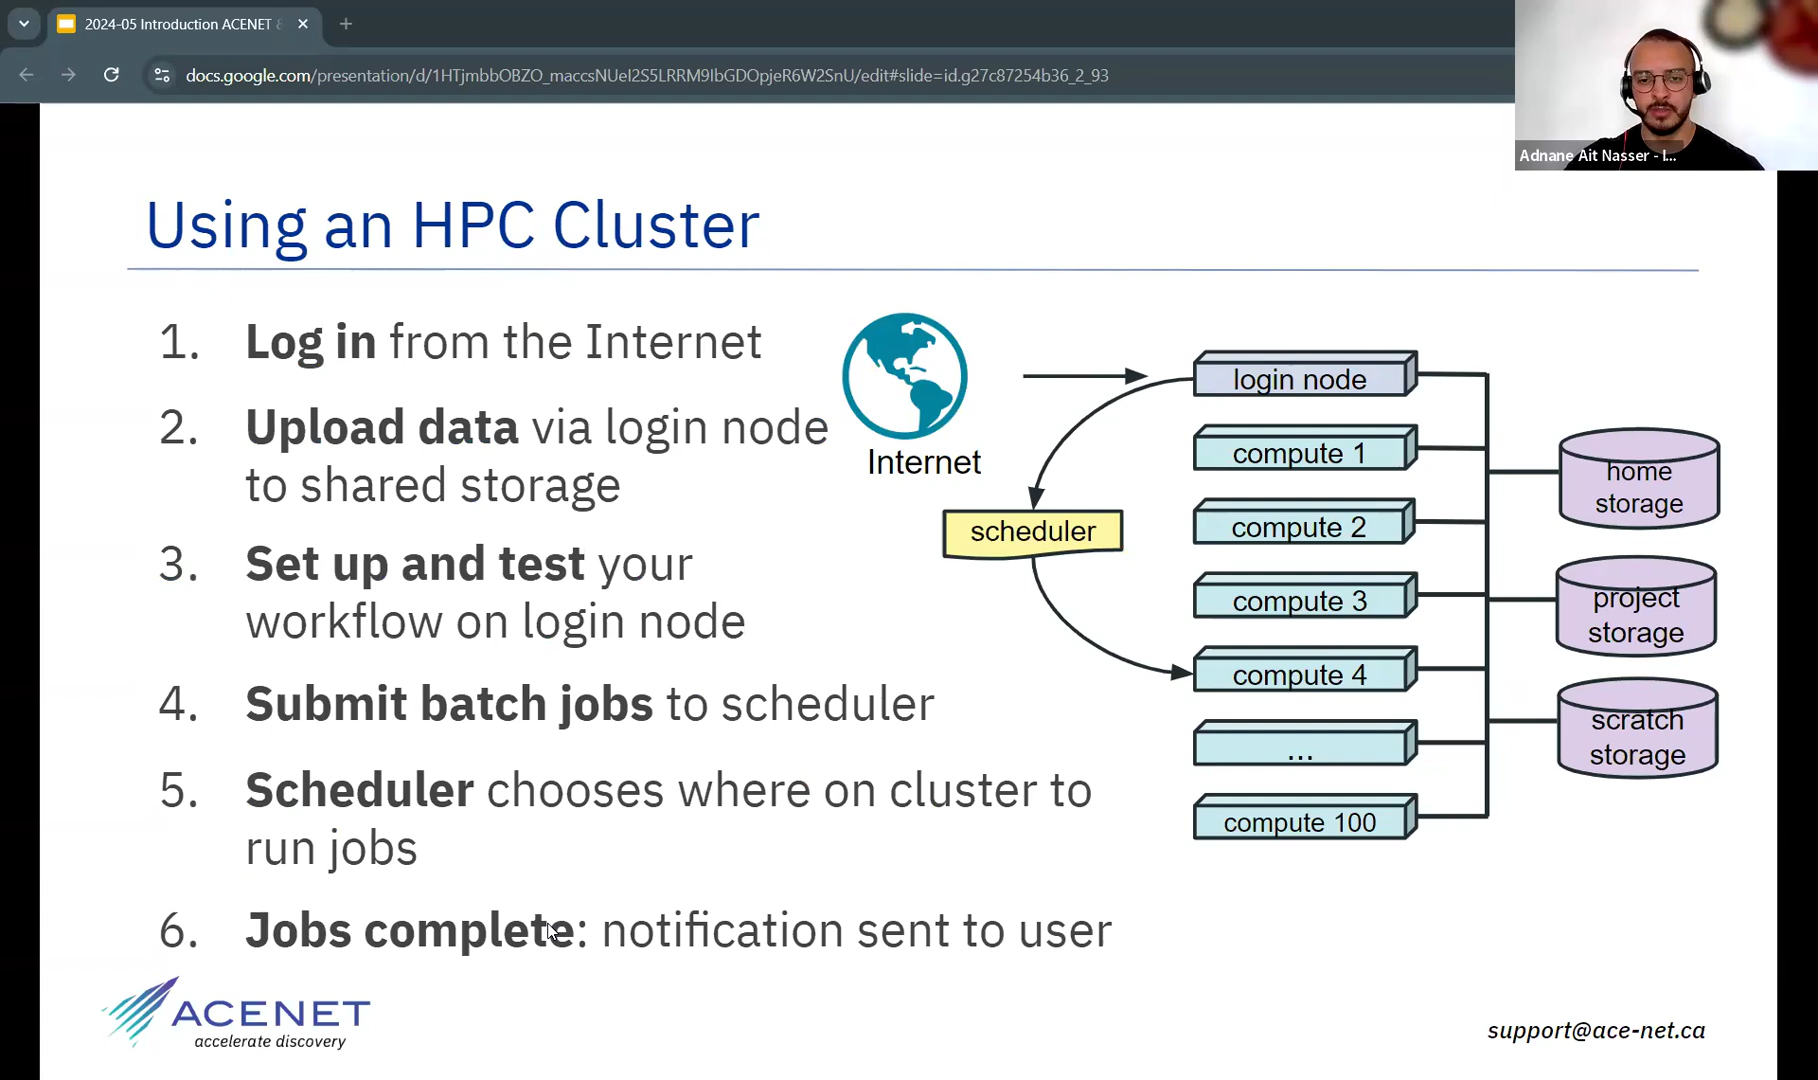 2024-05 Introduction ACENET
docs.google.com/presentation/d/1HTjmbbOBZO_maccsNUeI2S5LRRM9IbGDOpjeR6W2SnU/edit#slide=id.g27c87254b36_2_93
Adnane Ait Nasser - I...
Using an HPC Cluster
1. Log in from the Internet
2. Upload data via login node
to shared storage
3. Set up and test your
workflow on login node
4. Submit batch jobs to scheduler
5. Scheduler chooses where on cluster to
run jobs
6. Jobs complete: notification sent to user
Internet
scheduler
login node
compute 1
compute 2
compute 3
compute 4
...
compute 100
home
storage
project
storage
scratch
storage
ACENET
accelerate discovery
support@ace-net.ca